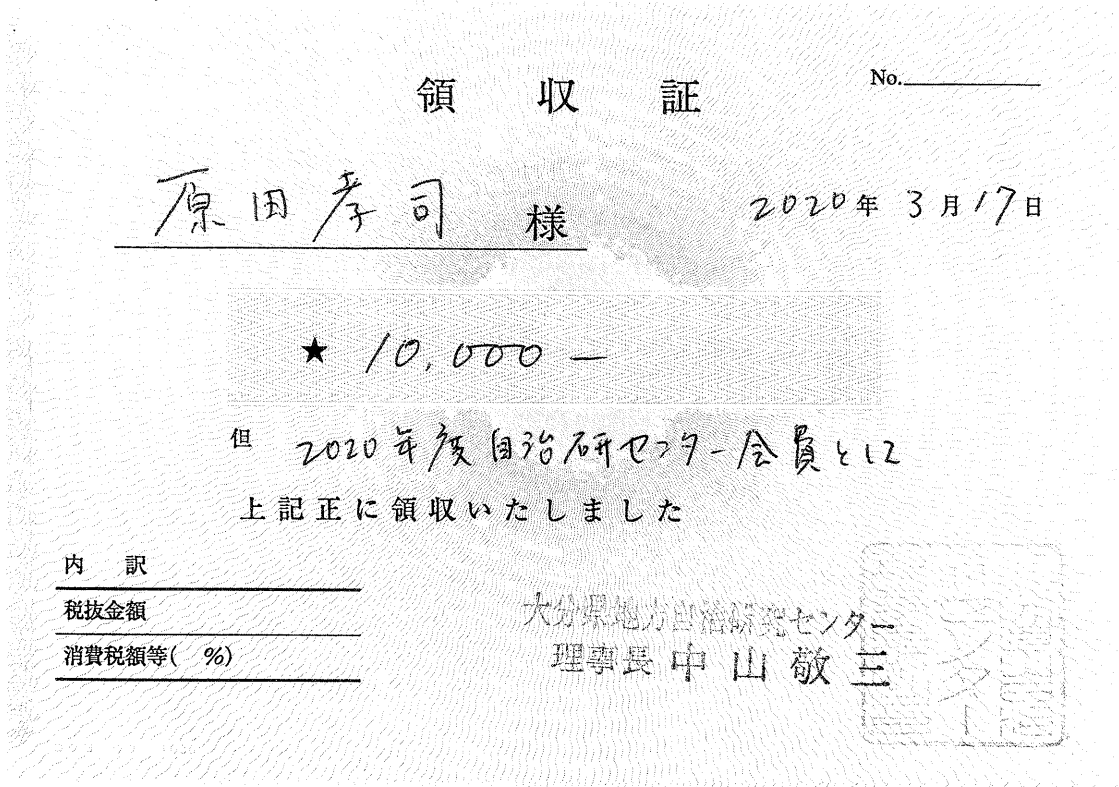 領収証
No.
原田孝司 様
2020年3月17日
★ 10,000 —
但 2020年度自治研センター会員とに
上記正に領収いたしました
内訳
税抜金額
消費税額等( %)
大分県地方自治研究センター
理事長 中山敬三